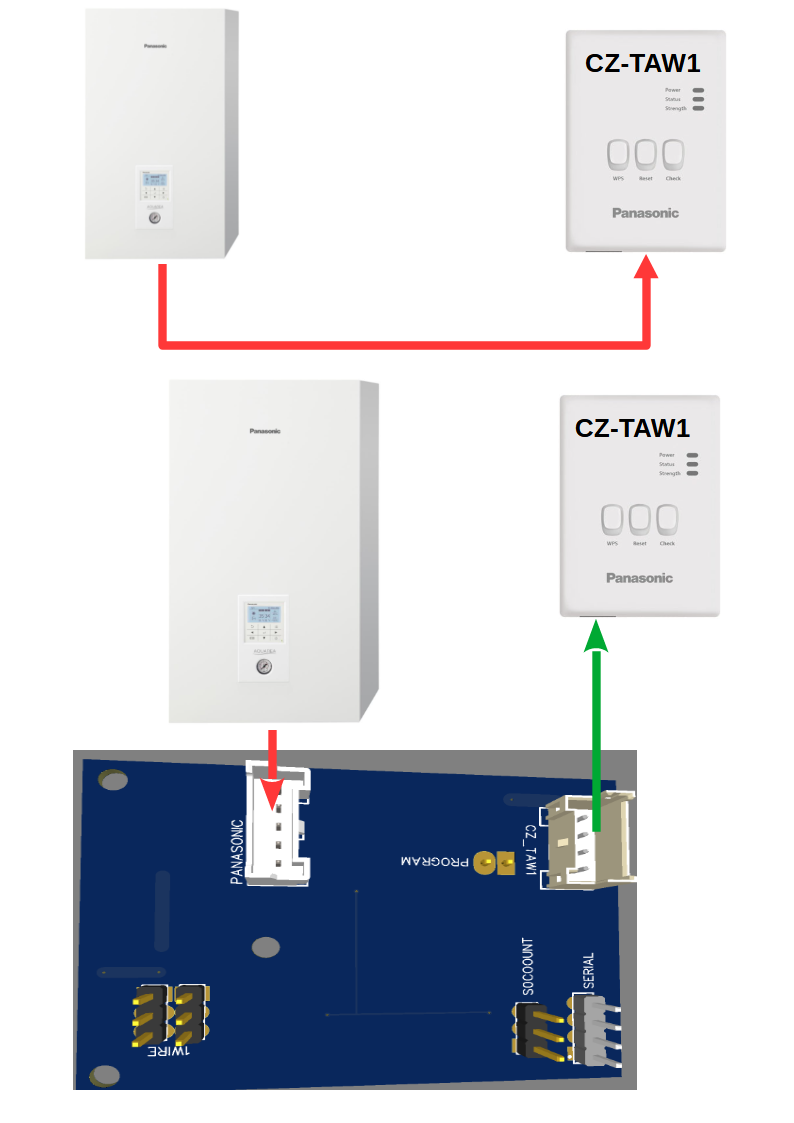 Panasonic
CZ-TAW1
Power
Status
Strength
WPS Reset Check
Panasonic
Panasonic
AQUAREA
CZ-TAW1
Power
Status
Strength
WPS Reset Check
Panasonic
PANASONIC
PROGRAM
CZ_TAW1
SOCOOUNT
SERIAL
1WIRE